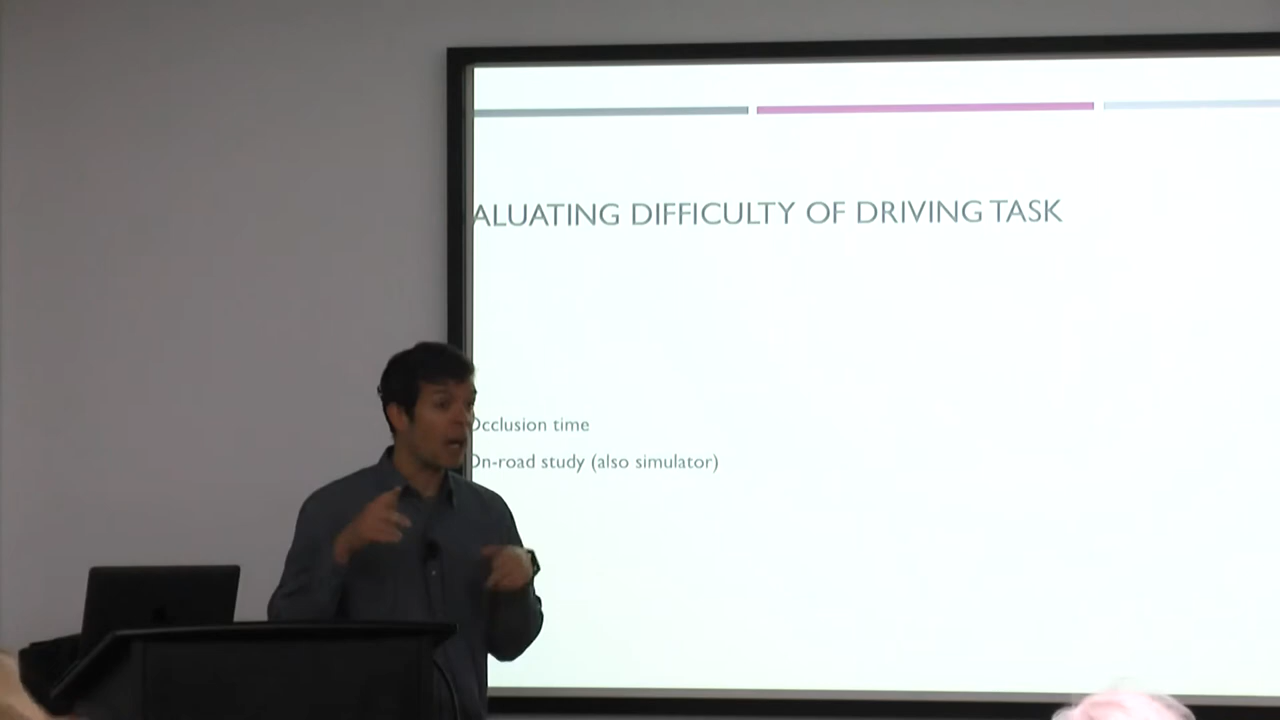 ALUATING DIFFICULTY OF DRIVING TASK
Occlusion time
On-road study (also simulator)